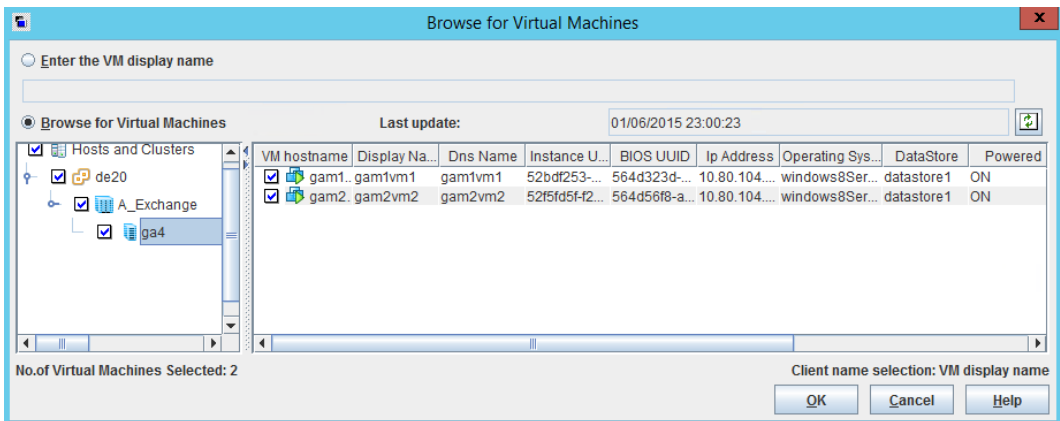 Browse for Virtual Machines
x
Enter the VM display name
Browse for Virtual Machines Last update: 01/06/2015 23:00:23
Hosts and Clusters
de20
A_Exchange
ga4
VM hostname Display Na... Dns Name Instance U... BIOS UUID Ip Address Operating Sys... DataStore Powered
gam1.. gam1vm1 gam1vm1 52bdf253-... 564d323d-... 10.80.104.... windows8Ser... datastore1 ON
gam2. gam2vm2 gam2vm2 52f5fd5f-f2... 564d56f8-a... 10.80.104.... windows8Ser... datastore1 ON
No.of Virtual Machines Selected: 2 Client name selection: VM display name
OK Cancel Help